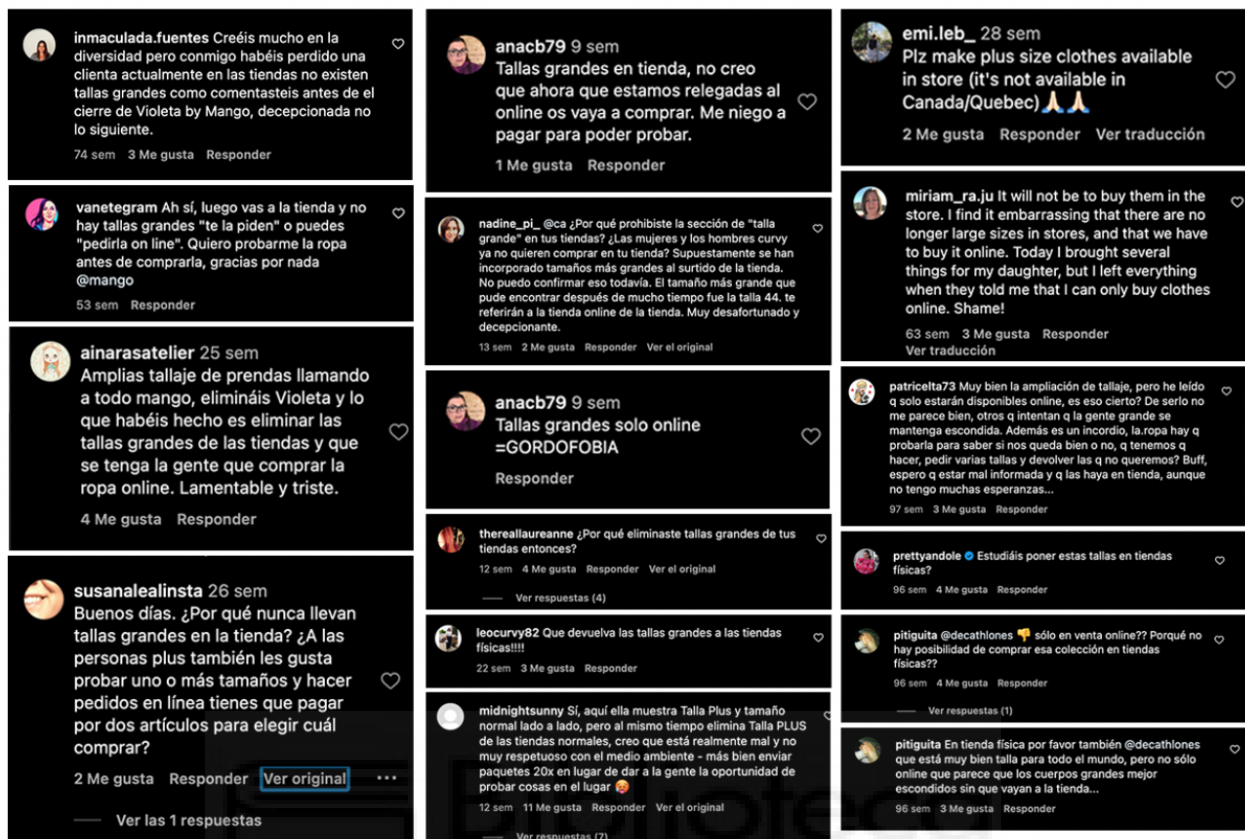 inmaculada.fuentes Creéis mucho en la
diversidad pero conmigo habéis perdido una
clienta actualmente en las tiendas no existen
tallas grandes como comentasteis antes de el
cierre de Violeta by Mango, decepcionada no
lo siguiente.
74 sem 3 Me gusta Responder
vanetegram Ah sí, luego vas a la tienda y no
hay tallas grandes "te la piden" o puedes
"pedirla on line". Quiero probarme la ropa
antes de comprarla, gracias por nada
@mango
53 sem Responder
ainarasatelier 25 sem
Amplias tallaje de prendas llamando
a todo mango, elimináis Violeta y lo
que habéis hecho es eliminar las
tallas grandes de las tiendas y que
se tenga la gente que comprar la
ropa online. Lamentable y triste.
4 Me gusta Responder
susanalealinsta 26 sem
Buenos días. ¿Por qué nunca llevan
tallas grandes en la tienda? ¿A las
personas plus también les gusta
probar uno o más tamaños y hacer
pedidos en línea tienes que pagar
por dos artículos para elegir cuál
comprar?
2 Me gusta Responder Ver original ...
Ver las 1 respuestas
anacb79 9 sem
Tallas grandes en tienda, no creo
que ahora que estamos relegadas al
online os vaya a comprar. Me niego a
pagar para poder probar.
1 Me gusta Responder
nadine_pi_ @ca ¿Por qué prohibiste la sección de "talla
grande" en tus tiendas? ¿Las mujeres y los hombres curvy
ya no quieren comprar en tu tienda? Supuestamente se han
incorporado tamaños más grandes al surtido de la tienda.
No puedo confirmar eso todavía. El tamaño más grande que
pude encontrar después de mucho tiempo fue la talla 44. te
referirán a la tienda online de la tienda. Muy desafortunado y
decepcionante.
13 sem 2 Me gusta Responder Ver el original
anacb79 9 sem
Tallas grandes solo online
=GORDOFOBIA
Responder
thereallaureanne ¿Por qué eliminaste tallas grandes de tus
tiendas entonces?
12 sem 4 Me gusta Responder Ver el original
Ver respuestas (4)
leocurvy82 Que devuelva las tallas grandes a las tiendas
físicas!!!!
22 sem 3 Me gusta Responder
midnightsunny Sí, aquí ella muestra Talla Plus y tamaño
normal lado a lado, pero al mismo tiempo elimina Talla PLUS
de las tiendas normales, creo que está realmente mal y no
muy respetuoso con el medio ambiente - más bien enviar
paquetes 20x en lugar de dar a la gente la oportunidad de
probar cosas en el lugar 🥵
12 sem 11 Me gusta Responder Ver el original
Ver respuestas (7)
emi.leb_ 28 sem
Plz make plus size clothes available
in store (it's not available in
Canada/Quebec)🙏🏻🙏🏻
2 Me gusta Responder Ver traducción
miriam_ra.ju It will not be to buy them in the
store. I find it embarrassing that there are no
longer large sizes in stores, and that we have
to buy it online. Today I brought several
things for my daughter, but I left everything
when they told me that I can only buy clothes
online. Shame!
63 sem 3 Me gusta Responder
Ver traducción
patricelta73 Muy bien la ampliación de tallaje, pero he leído
q solo estarán disponibles online, es eso cierto? De serlo no
me parece bien, otros q intentan q la gente grande se
mantenga escondida. Además es un incordio, la.ropa hay q
probarla para saber si nos queda bien o no, q tenemos q
hacer, pedir varias tallas y devolver las q no queremos? Buff,
espero q estar mal informada y q las haya en tienda, aunque
no tengo muchas esperanzas...
97 sem 3 Me gusta Responder
prettyandole Estudiáis poner estas tallas en tiendas
físicas?
96 sem 4 Me gusta Responder
pitiguita @decathlones 👎 sólo en venta online?? Porqué no
hay posibilidad de comprar esa colección en tiendas
físicas??
96 sem 4 Me gusta Responder
Ver respuestas (1)
pitiguita En tienda física por favor también @decathlones
que está muy bien talla para todo el mundo, pero no sólo
online que parece que los cuerpos grandes mejor
escondidos sin que vayan a la tienda...
96 sem 3 Me gusta Responder
Biblioteca